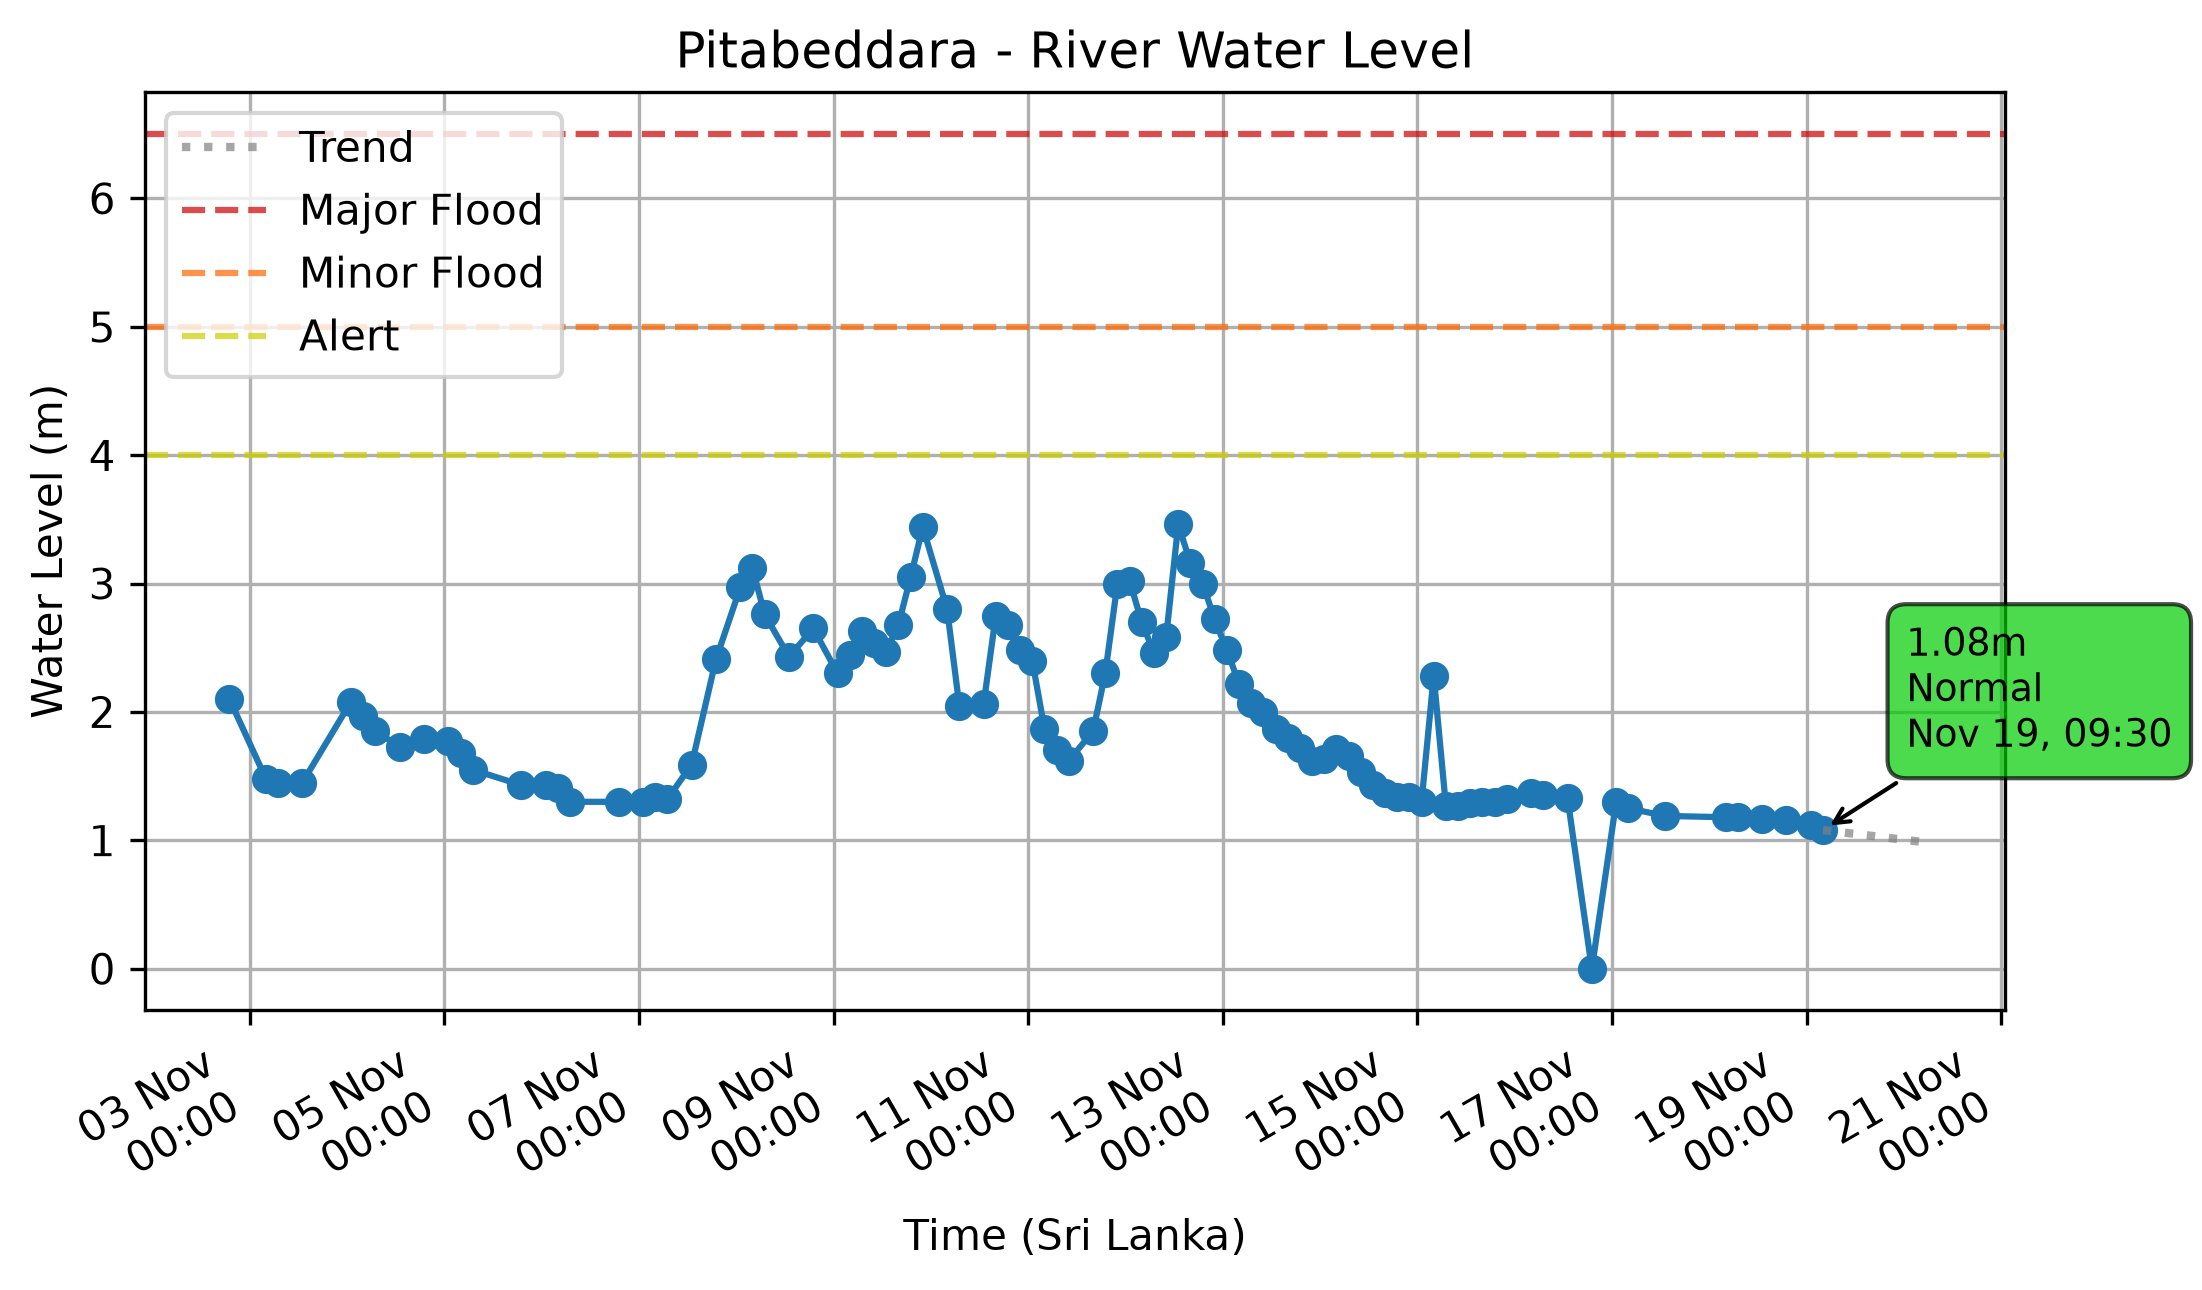 Pitabeddara - River Water Level
Trend
Major Flood
Minor Flood
Alert
Water Level (m)
6
5
4
3
2
1
0
1.08m
Normal
Nov 19, 09:30
03 Nov
00:00
05 Nov
00:00
07 Nov
00:00
09 Nov
00:00
11 Nov
00:00
13 Nov
00:00
15 Nov
00:00
17 Nov
00:00
19 Nov
00:00
21 Nov
00:00
Time (Sri Lanka)